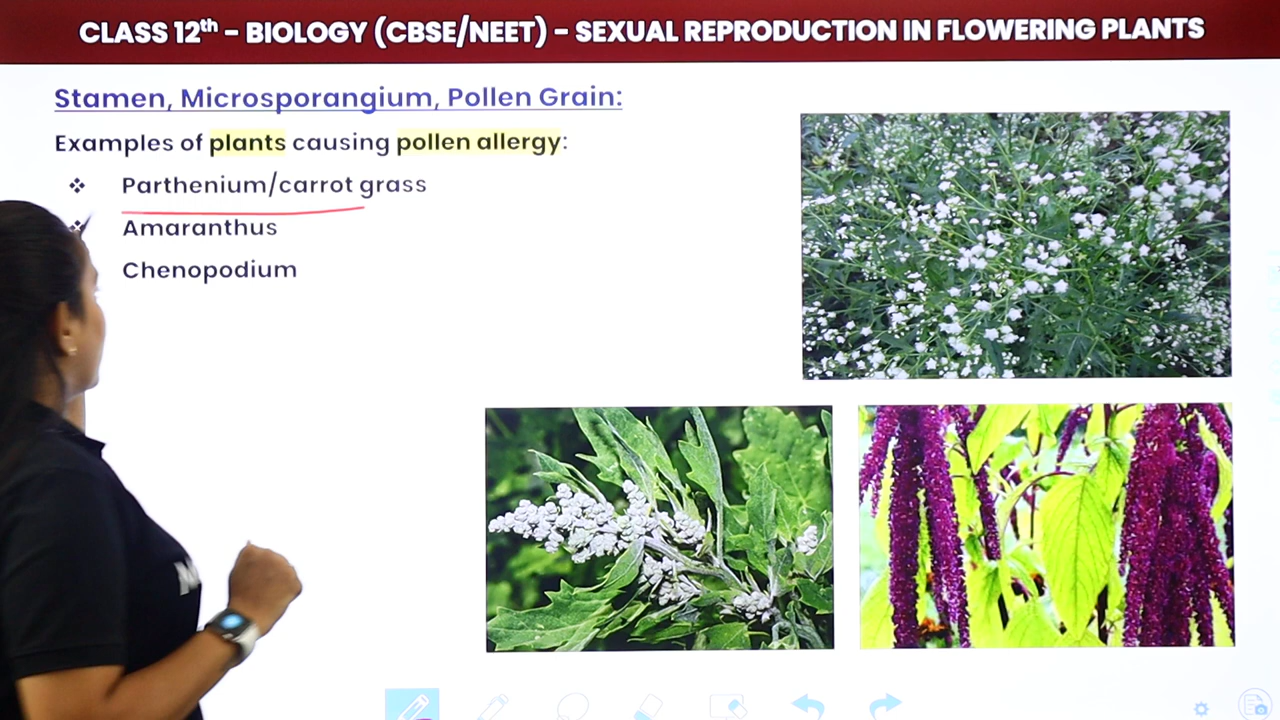 CLASS 12th - BIOLOGY (CBSE/NEET) - SEXUAL REPRODUCTION IN FLOWERING PLANTS
Stamen, Microsporangium, Pollen Grain:
Examples of plants causing pollen allergy:
❖ Parthenium/carrot grass
❖ Amaranthus
Chenopodium